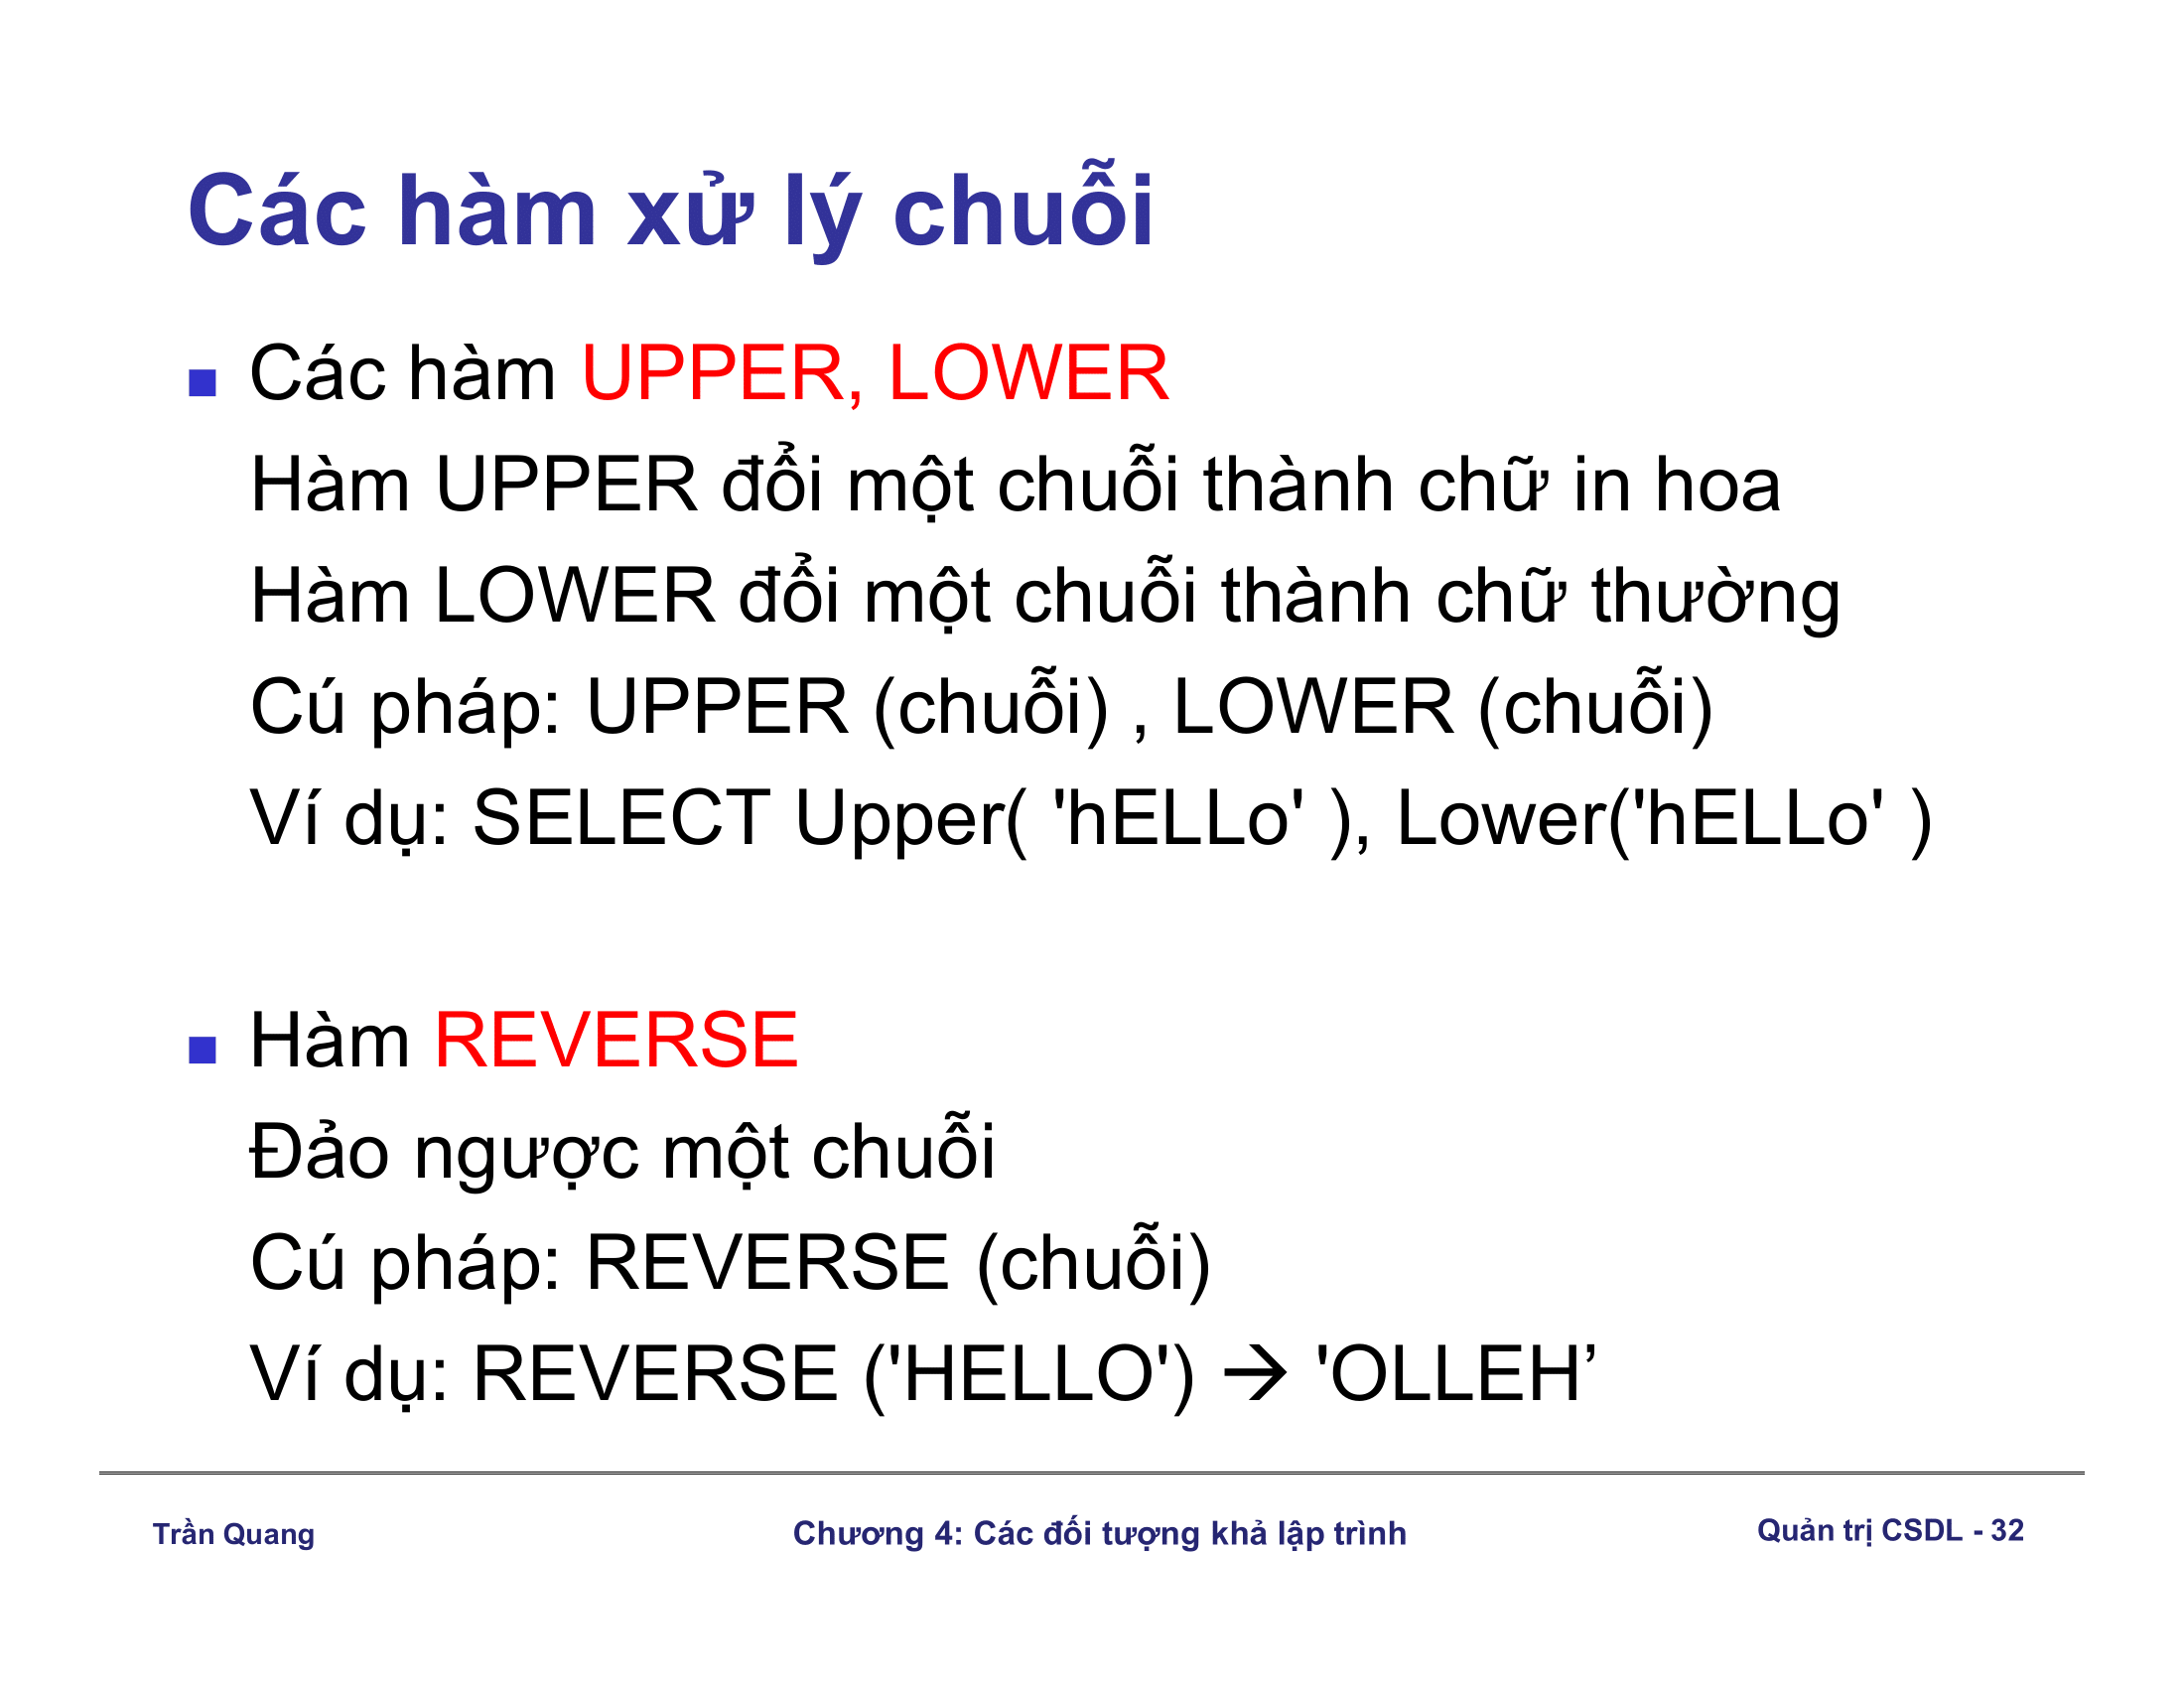 Các hàm xử lý chuỗi
■ Các hàm UPPER, LOWER
Hàm UPPER đổi một chuỗi thành chữ in hoa
Hàm LOWER đổi một chuỗi thành chữ thường
Cú pháp: UPPER (chuỗi) , LOWER (chuỗi)
Ví dụ: SELECT Upper( 'hELLo' ), Lower('hELLo' )
■ Hàm REVERSE
Đảo ngược một chuỗi
Cú pháp: REVERSE (chuỗi)
Ví dụ: REVERSE ('HELLO') → 'OLLEH’
Trần Quang
Chương 4: Các đối tượng khả lập trình
Quản trị CSDL - 32